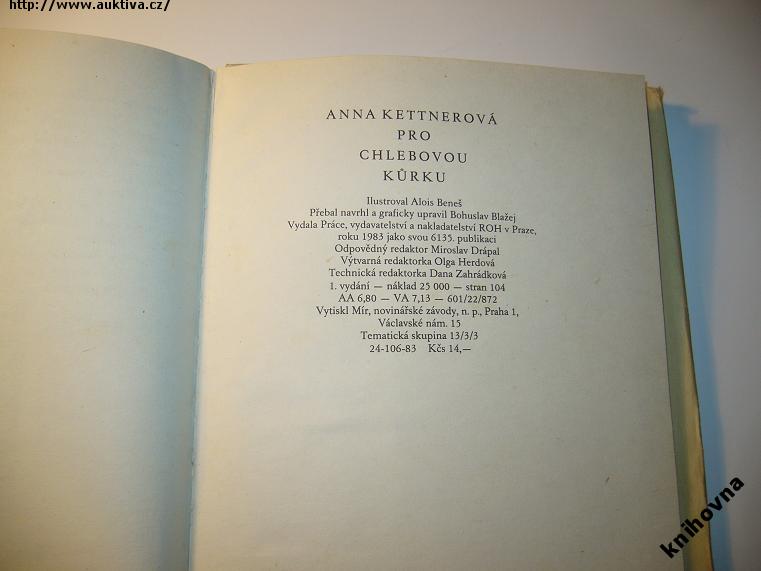 http://www.auktiva.cz/
ANNA KETTNEROVÁ
PRO
CHLEBOVOU
KŮRKU
Ilustroval Alois Beneš
Přebal navrhl a graficky upravil Bohuslav Blažej
Vydala Práce, vydavatelství a nakladatelství ROH v Praze,
roku 1983 jako svou 6135. publikaci
Odpovědný redaktor Miroslav Drápal
Výtvarná redaktorka Olga Herdová
Technická redaktorka Dana Zahrádková
1. vydání — náklad 25 000 — stran 104
AA 6,80 — VA 7,13 — 601/22/872
Vytiskl Mír, novinářské závody, n. p., Praha 1,
Václavské nám. 15
Tematická skupina 13/3/3
24-106-83 Kčs 14,—
knihovna